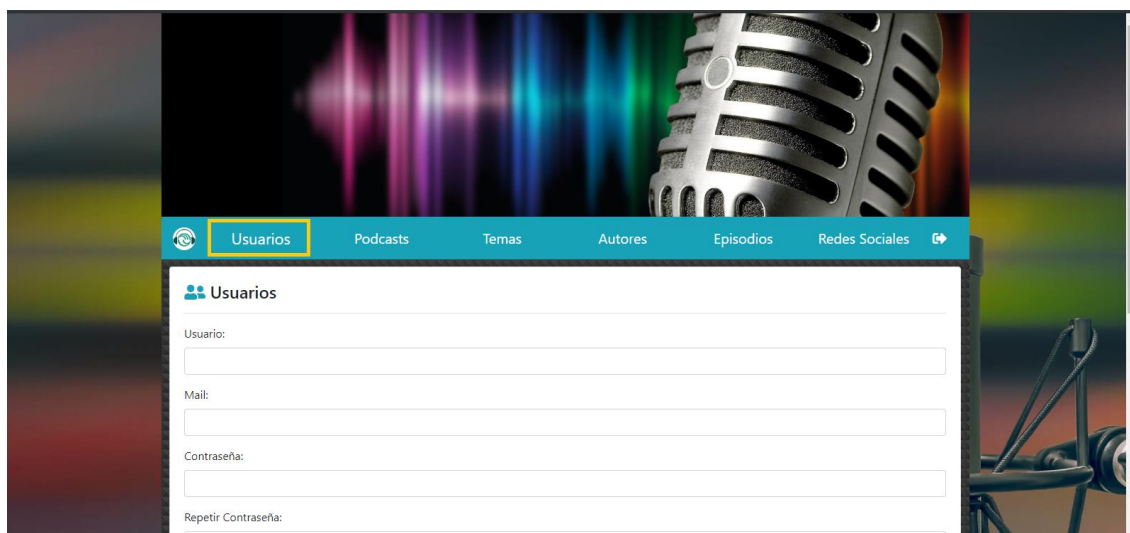 Usuarios Podcasts Temas Autores Episodios Redes Sociales
Usuarios
Usuario:
Mail:
Contraseña:
Repetir Contraseña: